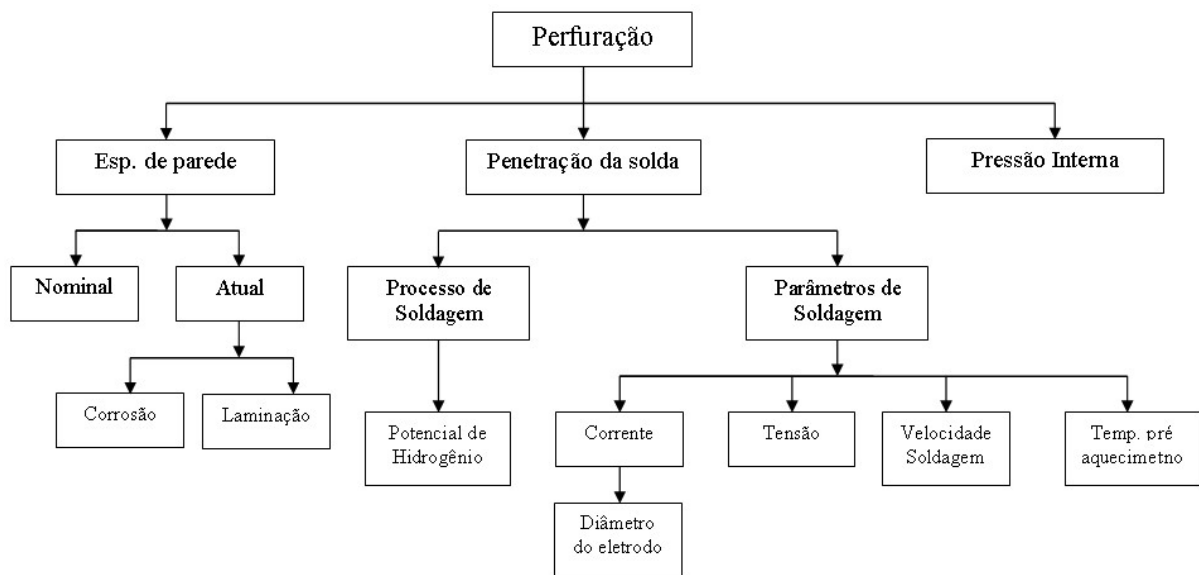 Perfuração
Esp. de parede
Penetração da solda
Pressão Interna
Nominal
Atual
Processo de
Soldagem
Parâmetros de
Soldagem
Corrosão
Laminação
Potencial de
Hidrogênio
Corrente
Tensão
Velocidade
Soldagem
Temp. pré
aquecimetno
Diâmetro
do eletrodo